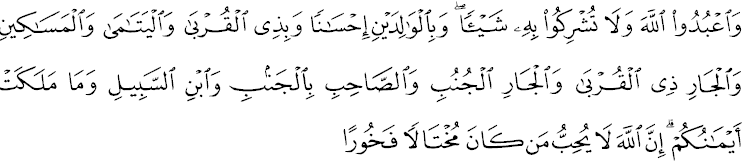 وَٱعۡبُدُواْ ٱللَّهَ وَلَا تُشۡرِكُواْ بِهِۦ شَيۡـًٔاۖ وَبِٱلۡوَٰلِدَيۡنِ إِحۡسَٰنًا وَبِذِى ٱلۡقُرۡبَىٰ وَٱلۡيَتَٰمَىٰ وَٱلۡمَسَٰكِينِ
وَٱلۡجَارِ ذِى ٱلۡقُرۡبَىٰ وَٱلۡجَارِ ٱلۡجُنُبِ وَٱلصَّاحِبِ بِٱلۡجَنۢبِ وَٱبۡنِ ٱلسَّبِيلِ وَمَا مَلَكَتۡ
أَيۡمَٰنُكُمۡۗ إِنَّ ٱللَّهَ لَا يُحِبُّ مَن كَانَ مُخۡتَالًا فَخُورًا